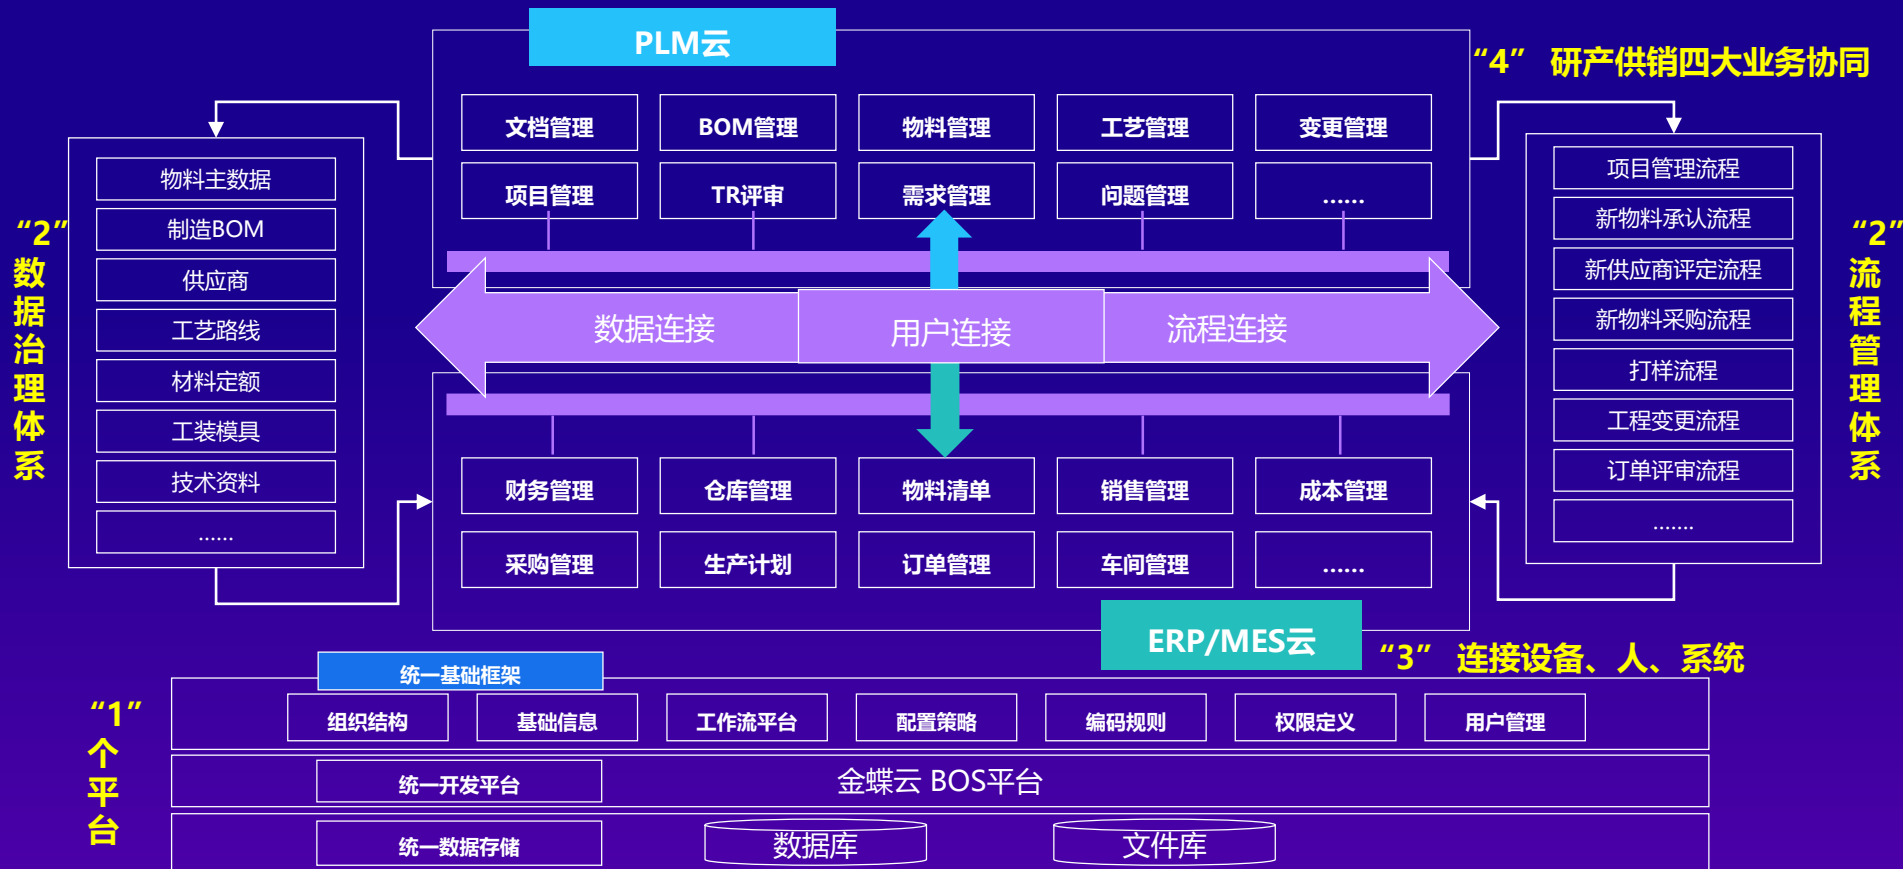 PLM云
“4” 研产供销四大业务协同
文档管理
BOM管理
物料管理
工艺管理
变更管理
项目管理
TR评审
需求管理
问题管理
......
“2”
数据治理体系
物料主数据
制造BOM
供应商
工艺路线
材料定额
工装模具
技术资料
......
数据连接
用户连接
流程连接
“2”
流程管理体系
项目管理流程
新物料承认流程
新供应商评定流程
新物料采购流程
打样流程
工程变更流程
订单评审流程
.......
财务管理
仓库管理
物料清单
销售管理
成本管理
采购管理
生产计划
订单管理
车间管理
......
ERP/MES云
“3” 连接设备、人、系统
“1”
个平台
统一基础框架
组织结构
基础信息
工作流平台
配置策略
编码规则
权限定义
用户管理
统一开发平台
金蝶云 BOS平台
统一数据存储
数据库
文件库